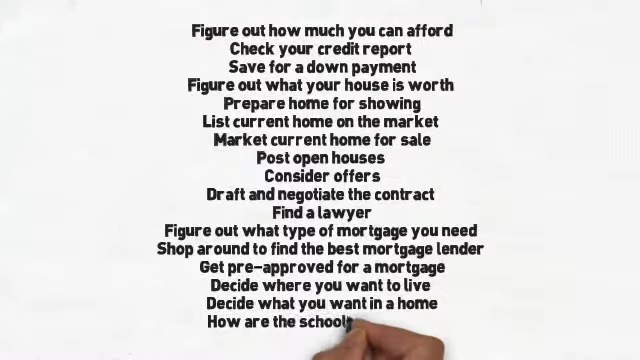 Figure out how much you can afford
Check your credit report
Save for a down payment
Figure out what your house is worth
Prepare home for showing
List current home on the market
Market current home for sale
Post open houses
Consider offers
Draft and negotiate the contract
Find a lawyer
Figure out what type of mortgage you need
Shop around to find the best mortgage lender
Get pre-approved for a mortgage
Decide where you want to live
Decide what you want in a home
How are the school